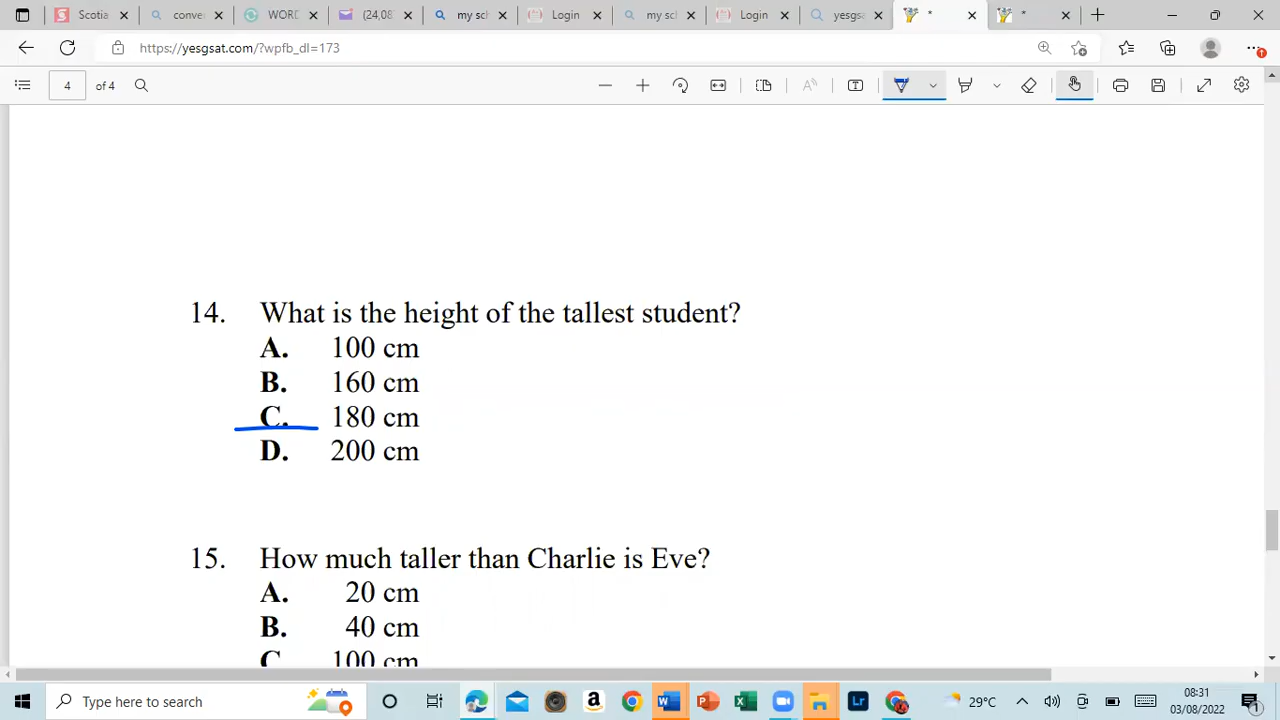 Scotia
conve
WORD
(24,08
my sc
Login
my scl
Login
yesgs
*
*
https://yesgsat.com/?wpfb_dl=173
4 of 4
14. What is the height of the tallest student?
A. 100 cm
B. 160 cm
C. 180 cm
D. 200 cm
15. How much taller than Charlie is Eve?
A. 20 cm
B. 40 cm
C 100 cm
Type here to search
29°C
08:31
03/08/2022